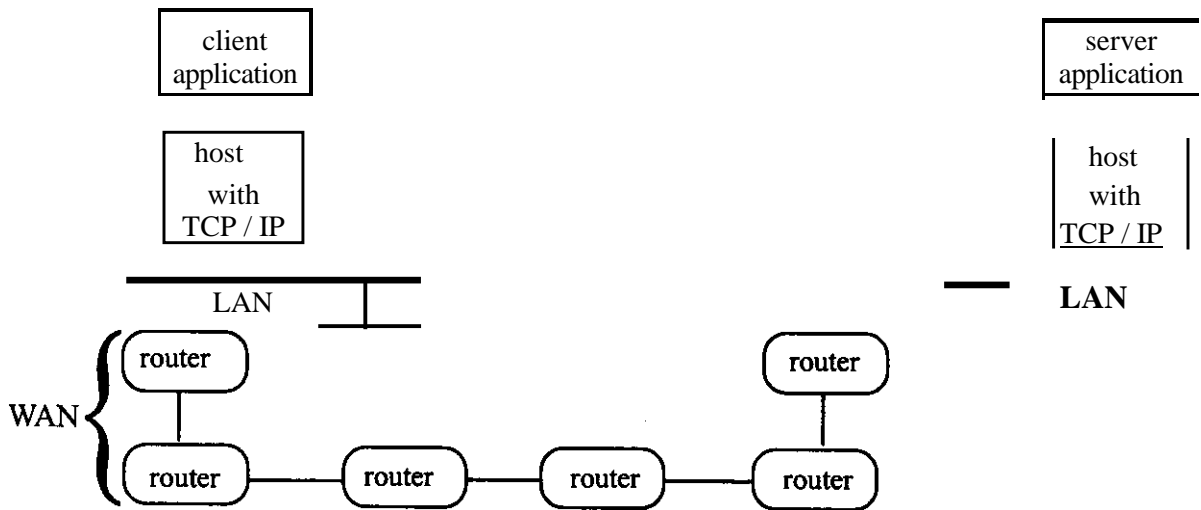 client
application
server
application
host
with
TCP / IP
host
with
TCP / IP
LAN
LAN
router
router
WAN
router
router
router
router